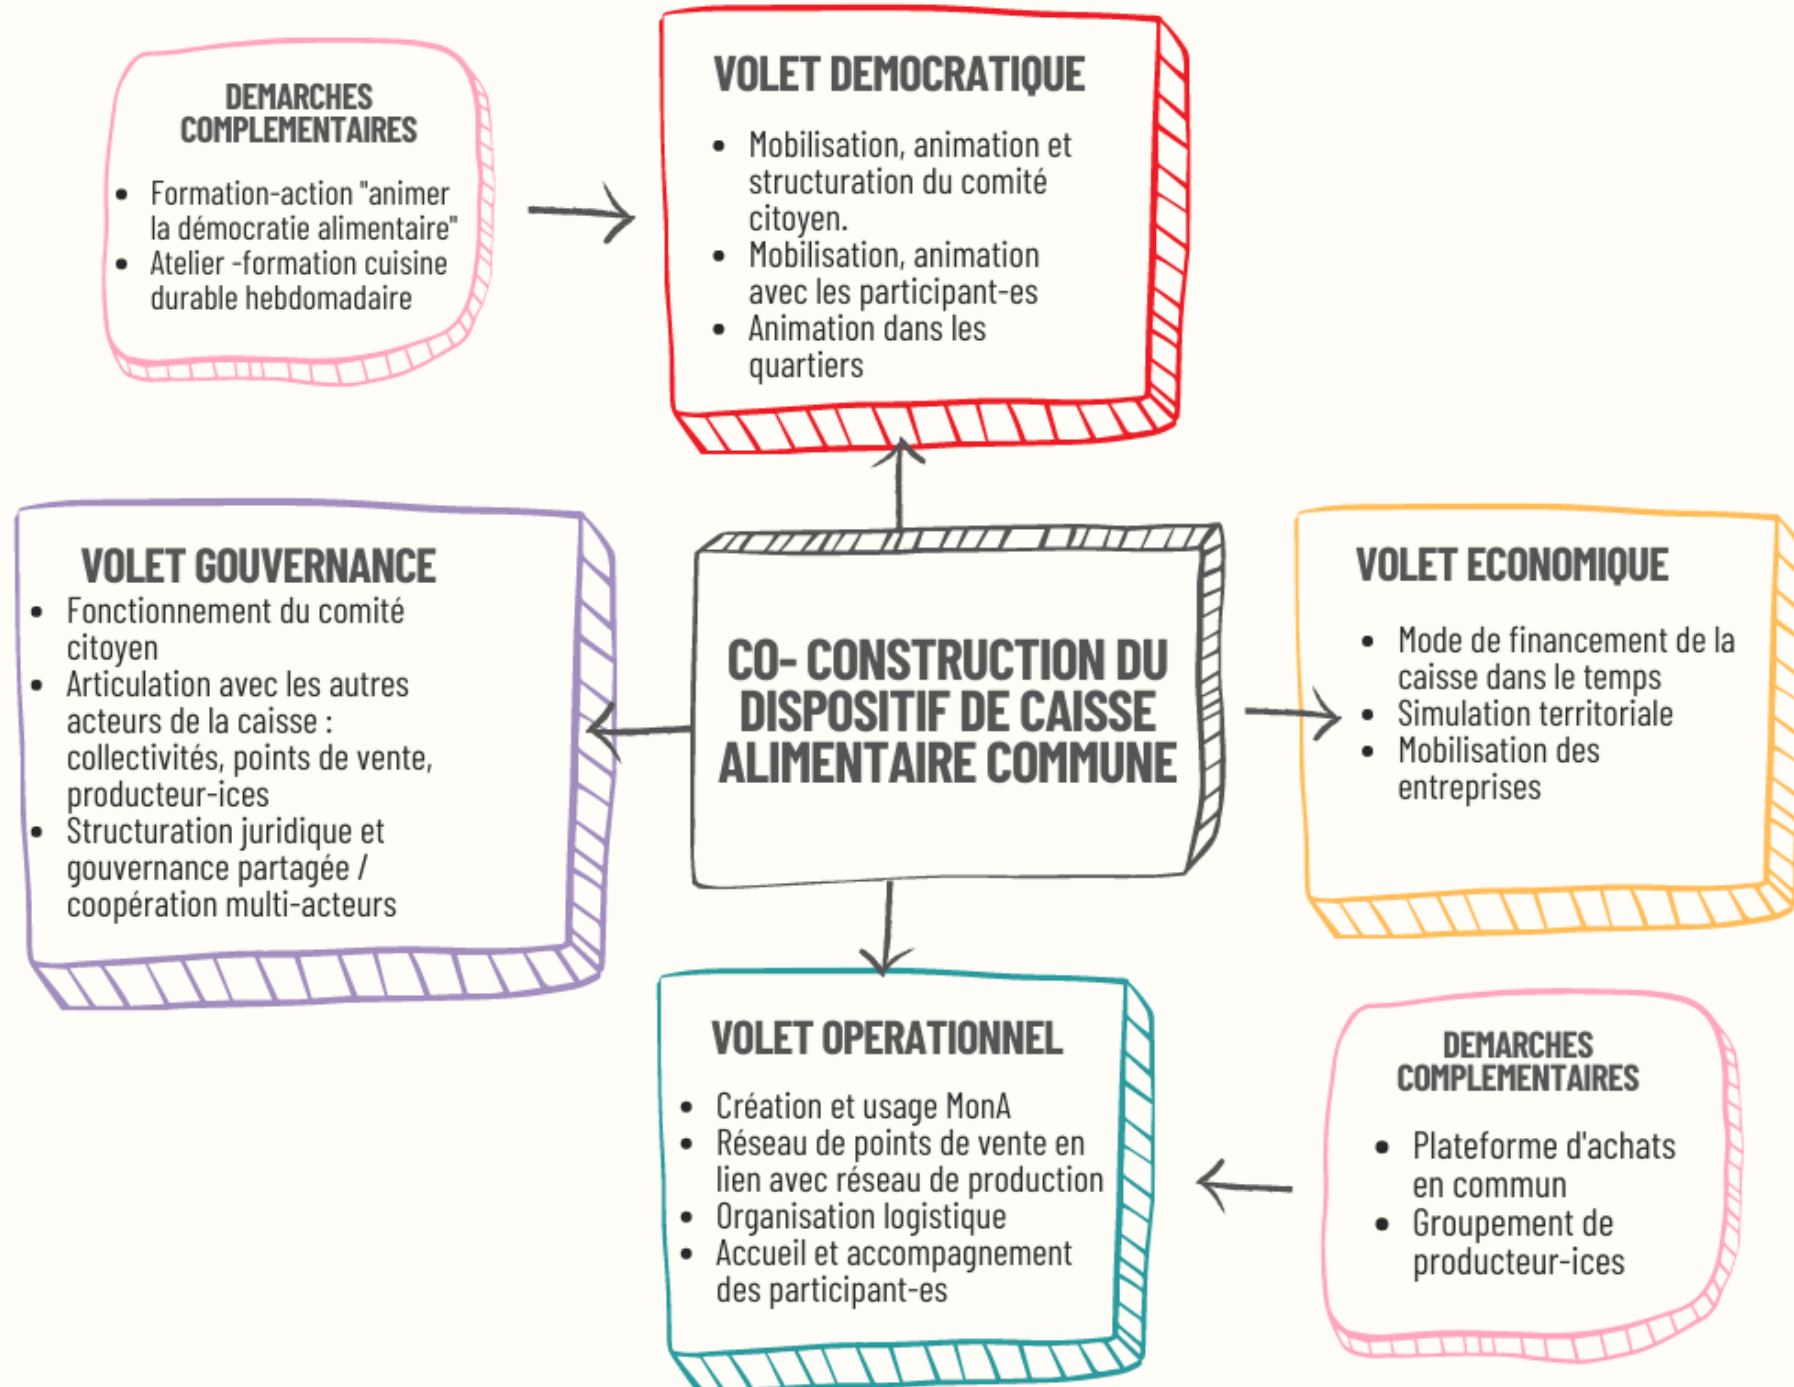 DEMARCHES
COMPLEMENTAIRES
• Formation-action "animer
la démocratie alimentaire"
• Atelier -formation cuisine
durable hebdomadaire
VOLET DEMOCRATIQUE
• Mobilisation, animation et
structuration du comité
citoyen.
• Mobilisation, animation
avec les participant-es
• Animation dans les
quartiers
VOLET GOUVERNANCE
• Fonctionnement du comité
citoyen
• Articulation avec les autres
acteurs de la caisse :
collectivités, points de vente,
producteur-ices
• Structuration juridique et
gouvernance partagée /
coopération multi-acteurs
CO- CONSTRUCTION DU
DISPOSITIF DE CAISSE
ALIMENTAIRE COMMUNE
VOLET ECONOMIQUE
• Mode de financement de la
caisse dans le temps
• Simulation territoriale
• Mobilisation des
entreprises
VOLET OPERATIONNEL
• Création et usage MonA
• Réseau de points de vente en
lien avec réseau de production
• Organisation logistique
• Accueil et accompagnement
des participant-es
DEMARCHES
COMPLEMENTAIRES
• Plateforme d'achats
en commun
• Groupement de
producteur-ices